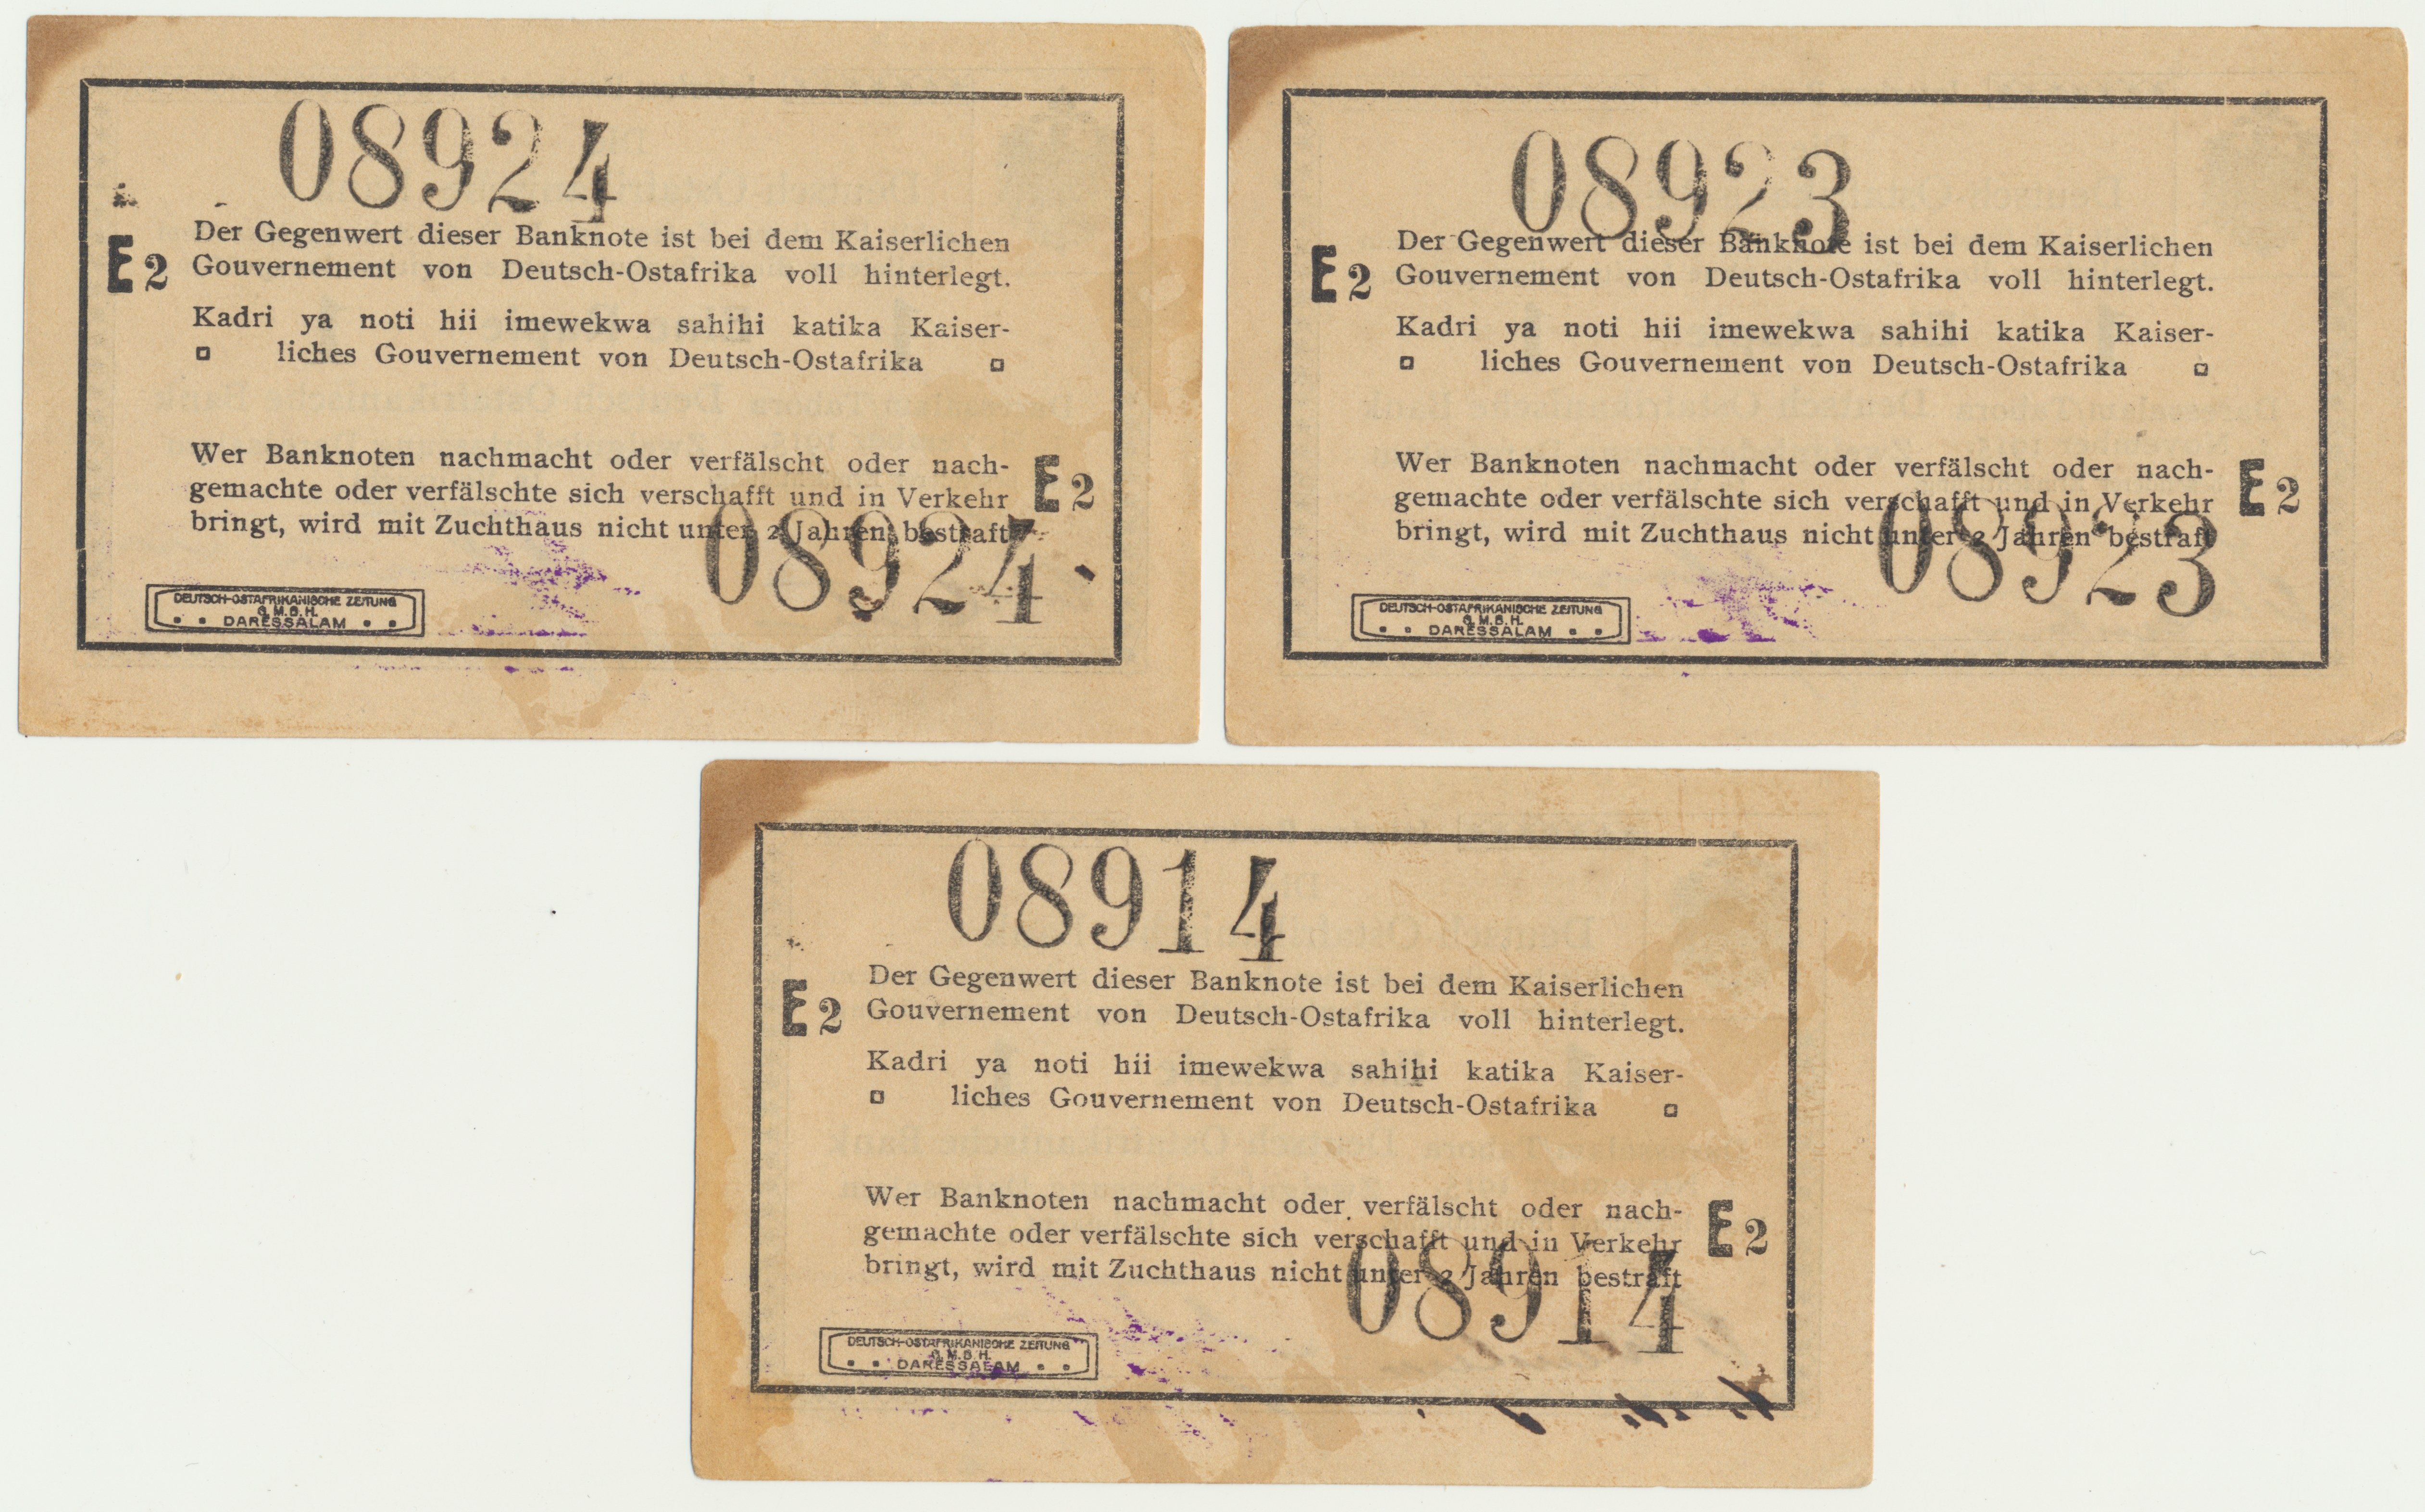 08924
Der Gegenwert dieser Banknote ist bei dem Kaiserlichen
E2 Gouvernement von Deutsch-Ostafrika voll hinterlegt.
Kadri ya noti hii imewekwa sahihi katika Kaiser-
liches Gouvernement von Deutsch-Ostafrika
Wer Banknoten nachmacht oder verfälscht oder nach-
gemachte oder verfälschte sich verschafft und in Verkehr E2
bringt, wird mit Zuchthaus nicht unter 2 Jahren bestraft
08924
DEUTSCH-OSTAFRIKANISCHE ZEITUNG
G.M.B.H.
DARESSALAM
08923
Der Gegenwert dieser Banknote ist bei dem Kaiserlichen
E2 Gouvernement von Deutsch-Ostafrika voll hinterlegt.
Kadri ya noti hii imewekwa sahihi katika Kaiser-
liches Gouvernement von Deutsch-Ostafrika
Wer Banknoten nachmacht oder verfälscht oder nach-
gemachte oder verfälschte sich verschafft und in Verkehr E2
bringt, wird mit Zuchthaus nicht unter 2 Jahren bestraft
08923
DEUTSCH-OSTAFRIKANISCHE ZEITUNG
G.M.B.H.
DARESSALAM
08914
Der Gegenwert dieser Banknote ist bei dem Kaiserlichen
E2 Gouvernement von Deutsch-Ostafrika voll hinterlegt.
Kadri ya noti hii imewekwa sahihi katika Kaiser-
liches Gouvernement von Deutsch-Ostafrika
Wer Banknoten nachmacht oder verfälscht oder nach-
gemachte oder verfälschte sich verschafft und in Verkehr E2
bringt, wird mit Zuchthaus nicht unter 2 Jahren bestraft
08914
DEUTSCH-OSTAFRIKANISCHE ZEITUNG
G.M.B.H.
DARESSALAM